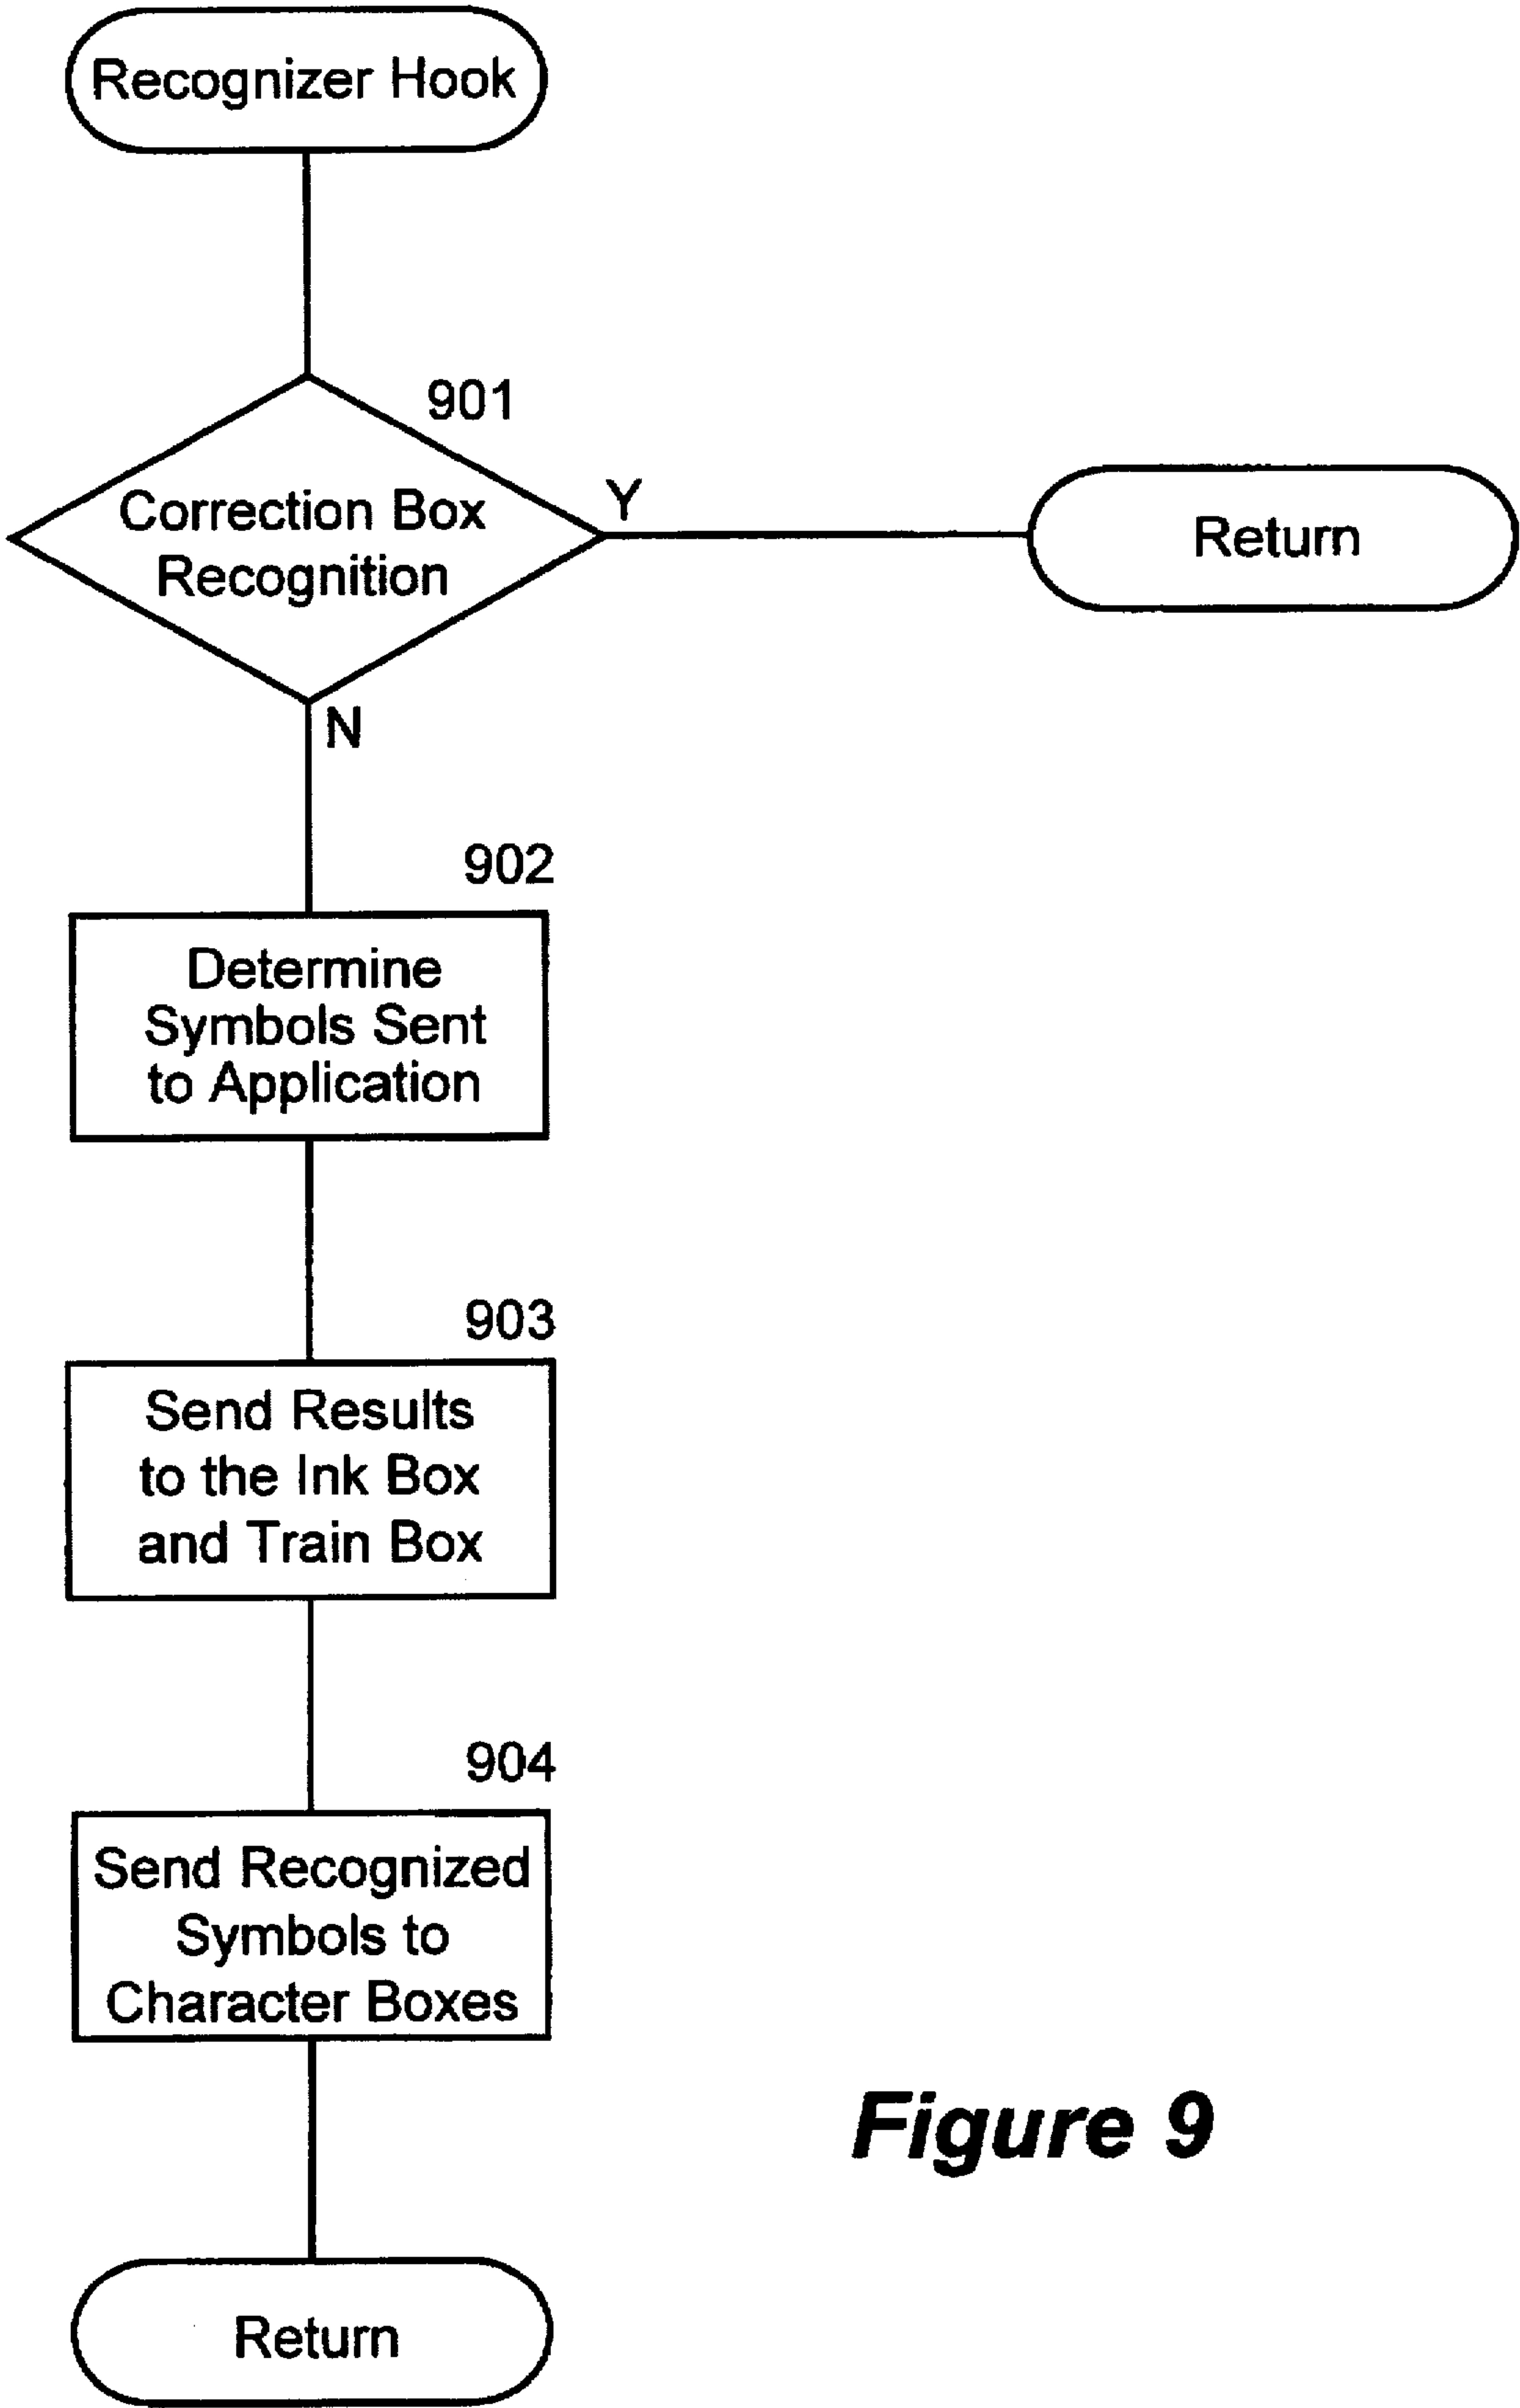 Recognizer Hook
901
Correction Box
Recognition
Y
Return
N
902
Determine
Symbols Sent
to Application
903
Send Results
to the Ink Box
and Train Box
904
Send Recognized
Symbols to
Character Boxes
Return
Figure 9